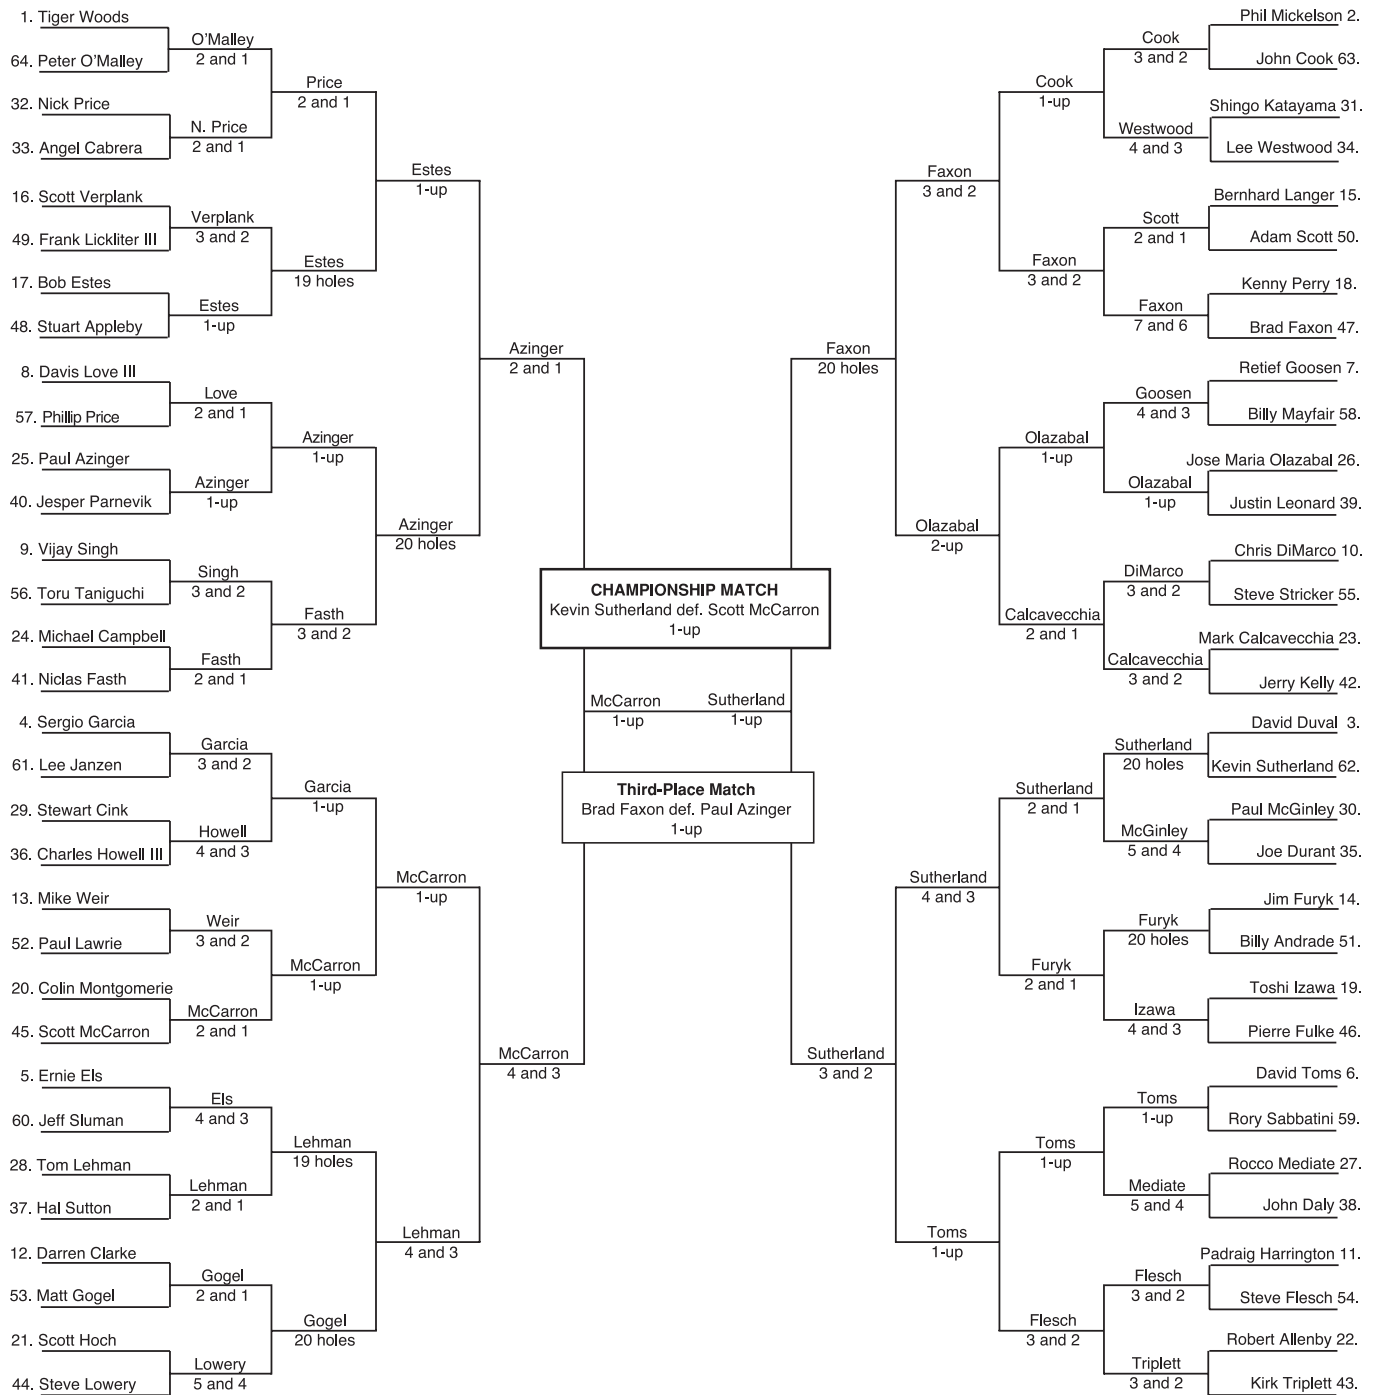 1. Tiger Woods
O’Malley
2 and 1
64. Peter O’Malley
Price
2 and 1
32. Nick Price
N. Price
2 and 1
33. Angel Cabrera
Estes
1-up
16. Scott Verplank
Verplank
3 and 2
49. Frank Lickliter III
Estes
19 holes
17. Bob Estes
Estes
1-up
48. Stuart Appleby
Azinger
2 and 1
8. Davis Love III
Love
2 and 1
57. Phillip Price
Azinger
1-up
25. Paul Azinger
Azinger
1-up
40. Jesper Parnevik
Azinger
20 holes
9. Vijay Singh
Singh
3 and 2
56. Toru Taniguchi
Fasth
3 and 2
24. Michael Campbell
Fasth
2 and 1
41. Niclas Fasth
4. Sergio Garcia
Garcia
3 and 2
61. Lee Janzen
Garcia
1-up
29. Stewart Cink
Howell
4 and 3
36. Charles Howell III
McCarron
1-up
13. Mike Weir
Weir
3 and 2
52. Paul Lawrie
McCarron
1-up
20. Colin Montgomerie
McCarron
2 and 1
45. Scott McCarron
McCarron
4 and 3
5. Ernie Els
Els
4 and 3
60. Jeff Sluman
Lehman
19 holes
28. Tom Lehman
Lehman
2 and 1
37. Hal Sutton
Lehman
4 and 3
12. Darren Clarke
Gogel
2 and 1
53. Matt Gogel
Gogel
20 holes
21. Scott Hoch
Lowery
5 and 4
44. Steve Lowery
CHAMPIONSHIP MATCH
Kevin Sutherland def. Scott McCarron
1-up
McCarron
1-up
Sutherland
1-up
Third-Place Match
Brad Faxon def. Paul Azinger
1-up
Phil Mickelson 2.
Cook
3 and 2
John Cook 63.
Cook
1-up
Shingo Katayama 31.
Westwood
4 and 3
Lee Westwood 34.
Faxon
3 and 2
Bernhard Langer 15.
Scott
2 and 1
Adam Scott 50.
Faxon
3 and 2
Kenny Perry 18.
Faxon
7 and 6
Brad Faxon 47.
Faxon
20 holes
Retief Goosen 7.
Goosen
4 and 3
Billy Mayfair 58.
Olazabal
1-up
Jose Maria Olazabal 26.
Olazabal
1-up
Justin Leonard 39.
Olazabal
2-up
Chris DiMarco 10.
DiMarco
3 and 2
Steve Stricker 55.
Calcavecchia
2 and 1
Mark Calcavecchia 23.
Calcavecchia
3 and 2
Jerry Kelly 42.
David Duval 3.
Sutherland
20 holes
Kevin Sutherland 62.
Sutherland
2 and 1
Paul McGinley 30.
McGinley
5 and 4
Joe Durant 35.
Sutherland
4 and 3
Jim Furyk 14.
Furyk
20 holes
Billy Andrade 51.
Furyk
2 and 1
Toshi Izawa 19.
Izawa
4 and 3
Pierre Fulke 46.
Sutherland
3 and 2
David Toms 6.
Toms
1-up
Rory Sabbatini 59.
Toms
1-up
Rocco Mediate 27.
Mediate
5 and 4
John Daly 38.
Toms
1-up
Padraig Harrington 11.
Flesch
3 and 2
Steve Flesch 54.
Flesch
3 and 2
Robert Allenby 22.
Triplett
3 and 2
Kirk Triplett 43.